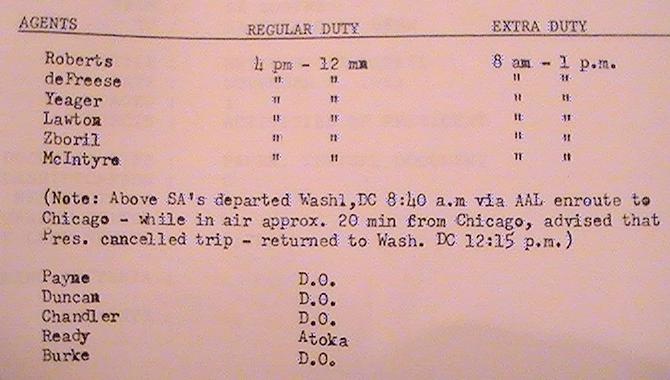 AGENTS REGULAR DUTY EXTRA DUTY
Roberts 4 pm - 12 mn 8 am - 1 p.m.
deFreese " " " "
Yeager " " " "
Lawton " " " "
Zboril " " " "
McIntyre " " " "
(Note: Above SA's departed Wash1,DC 8:40 a.m via AAL enroute to
Chicago - while in air approx. 20 min from Chicago, advised that
Pres. cancelled trip - returned to Wash. DC 12:15 p.m.)
Payne D.O.
Duncan D.O.
Chandler D.O.
Ready Atoka
Burke D.O.